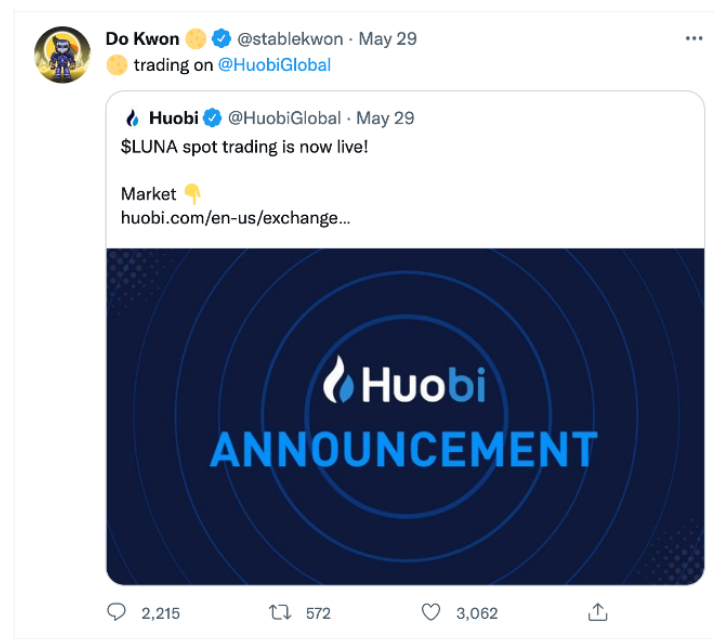 Do Kwon 🌕 @stablekwon · May 29
🌕 trading on @HuobiGlobal
Huobi @HuobiGlobal · May 29
$LUNA spot trading is now live!
Market 👇
huobi.com/en-us/exchange...
Huobi
ANNOUNCEMENT
2,215 572 3,062